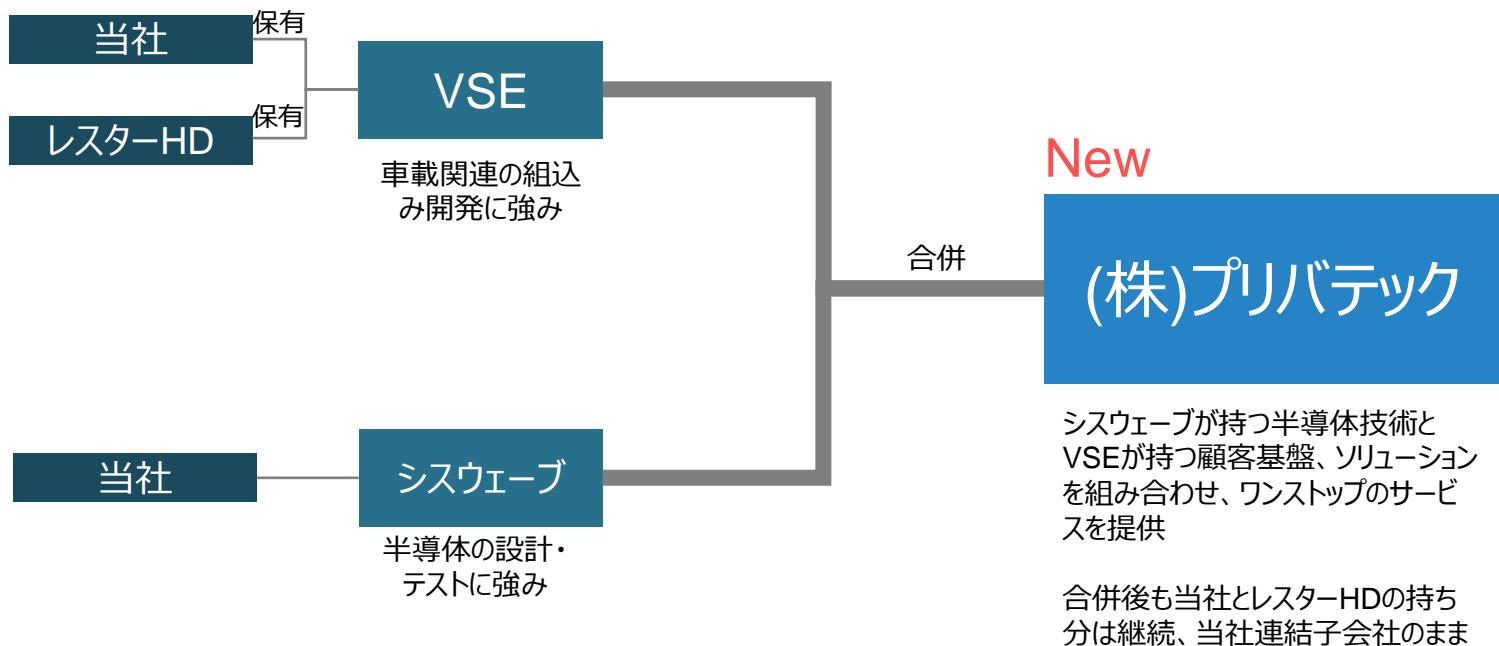 当社
保有
レスターHD
保有
VSE
車載関連の組込
み開発に強み
当社
シスウェーブ
半導体の設計・
テストに強み
合併
New
(株)プリバテック
シスウェーブが持つ半導体技術と
VSEが持つ顧客基盤、ソリューション
を組み合わせ、ワンストップのサービ
スを提供
合併後も当社とレスターHDの持ち
分は継続、当社連結子会社のまま